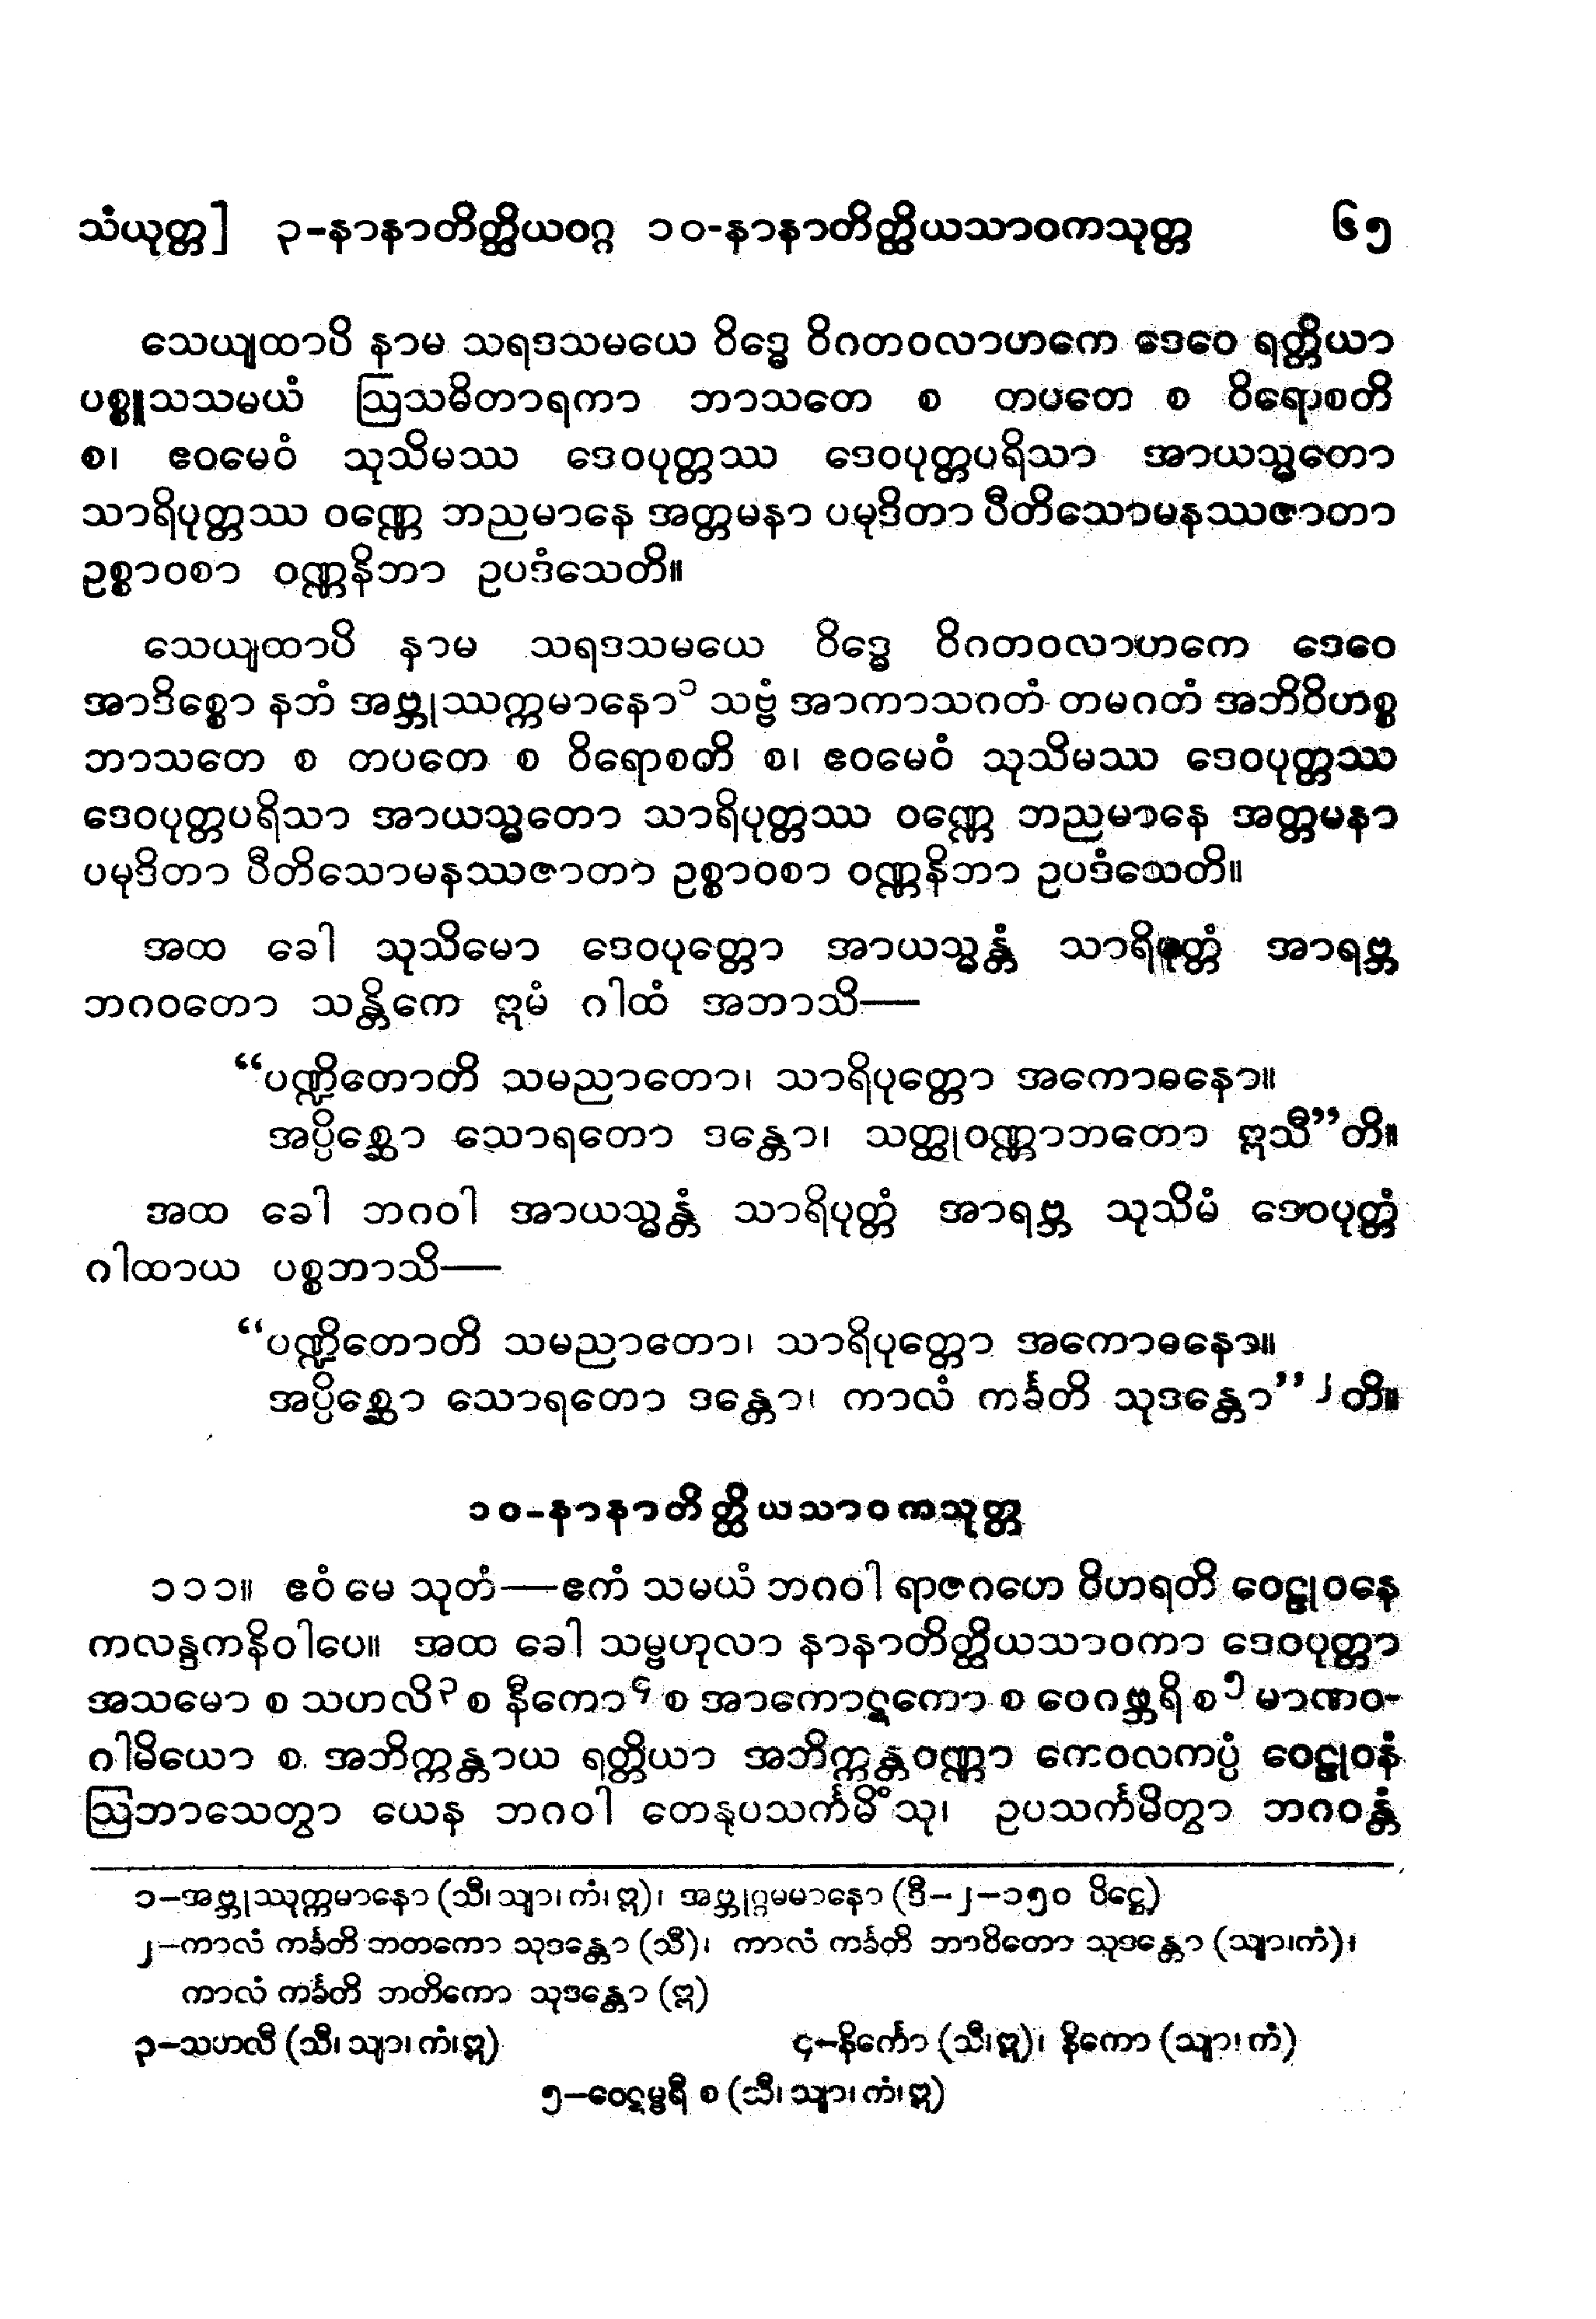 သံယုတ္တ] ၃-နာနာတိတ္ထိယဝဂ္ဂ ၁၀-နာနာတိတ္ထိယသာဝကသုတ္တ ၆၅
သေယျထာပိ နာမ သရဒသမယေ ဝိဒ္ဓေ ဝိဂတဝလာဟကေ ဒေဝေ ရတ္တိယာ
ပစ္စူသသမယံ ဩသဓိတာရကာ ဘာသတေ စ တပတေ စ ဝိရောစတိ
စ၊ ဧဝမေဝံ သုသိမဿ ဒေဝပုတ္တဿ ဒေဝပုတ္တပရိသာ အာယသ္မတော
သာရိပုတ္တဿ ဝဏ္ဏေ ဘညမာနေ အတ္တမနာ ပမုဒိတာ ပီတိသောမနဿဇာတာ
ဥစ္စာဝစာ ဝဏ္ဏနိဘာ ဥပဒံသေတိ။
သေယျထာပိ နာမ သရဒသမယေ ဝိဒ္ဓေ ဝိဂတဝလာဟကေ ဒေဝေ
အာဒိစ္စော နဘံ အဗ္ဘုဿက္ကမာနော၁ သဗ္ဗံ အာကာသဂတံ တမဂတံ အဘိဝိဟစ္စ
ဘာသတေ စ တပတေ စ ဝိရောစတိ စ၊ ဧဝမေဝံ သုသိမဿ ဒေဝပုတ္တဿ
ဒေဝပုတ္တပရိသာ အာယသ္မတော သာရိပုတ္တဿ ဝဏ္ဏေ ဘညမာနေ အတ္တမနာ
ပမုဒိတာ ပီတိသောမနဿဇာတာ ဥစ္စာဝစာ ဝဏ္ဏနိဘာ ဥပဒံသေတိ။
အထ ခေါ သုသိမော ဒေဝပုတ္တော အာယသ္မန္တံ သာရိပုတ္တံ အာရဗ္ဘ
ဘဂဝတော သန္တိကေ ဣမံ ဂါထံ အဘာသိ—
“ပဏ္ဍိတောတိ သမညာတော၊ သာရိပုတ္တော အကောဓနော။
အပ္ပိစ္ဆော သောရတော ဒန္တော၊ သတ္ထုဝဏ္ဏာဘတော ဣသီ”တိ။
အထ ခေါ ဘဂဝါ အာယသ္မန္တံ သာရိပုတ္တံ အာရဗ္ဘ သုသိမံ ဒေဝပုတ္တံ
ဂါထာယ ပစ္စဘာသိ—
“ပဏ္ဍိတောတိ သမညာတော၊ သာရိပုတ္တော အကောဓနော။
အပ္ပိစ္ဆော သောရတော ဒန္တော၊ ကာလံ ကင်္ခတိ သုဒန္တော”၂တိ။
၁၀-နာနာတိတ္ထိယသာဝကသုတ္တ
၁၁၁။ ဧဝံ မေ သုတံ—ဧကံ သမယံ ဘဂဝါ ရာဇဂဟေ ဝိဟရတိ ဝေဠုဝနေ
ကလန္ဒကနိဝါပေ။ အထ ခေါ သမ္ဗဟုလာ နာနာတိတ္ထိယသာဝကာ ဒေဝပုတ္တာ
အသမော စ သဟလိ၃ စ နီကော၄ စ အာကောဋကော စ ဝေဂဗ္ဘရိ စ၅ မာဏဝ-
ဂါမိယော စ အဘိက္ကန္တာယ ရတ္တိယာ အဘိက္ကန္တဝဏ္ဏာ ကေဝလကပ္ပံ ဝေဠုဝနံ
ဩဘာသေတွာ ယေန ဘဂဝါ တေနုပသင်္ကမိံသု၊ ဥပသင်္ကမိတွာ ဘဂဝန္တံ
၁-အဗ္ဘုဿုက္ကမာနော (သီ၊ သျာ၊ ကံ၊ ဣ)၊ အဗ္ဘုဂ္ဂမမာနော (ဒီ-၂-၁၅၀ ပိဋ္ဌေ)
၂-ကာလံ ကင်္ခတိ ဘတကော သုဒန္တော (သီ)၊ ကာလံ ကင်္ခတိ ဘာဝိတော သုဒန္တော (သျာ၊ကံ)၊
ကာလံ ကင်္ခတိ ဘတိကော သုဒန္တော (ဣ)
၃-သဟလီ (သီ၊ သျာ၊ ကံ၊ဣ) ၄-နိင်္ကော (သီ၊ဣ)၊ နိကော (သျာ၊ ကံ)
၅-ဝေဋမ္ဗရီ စ (သီ၊ သျာ၊ ကံ၊ ဣ)